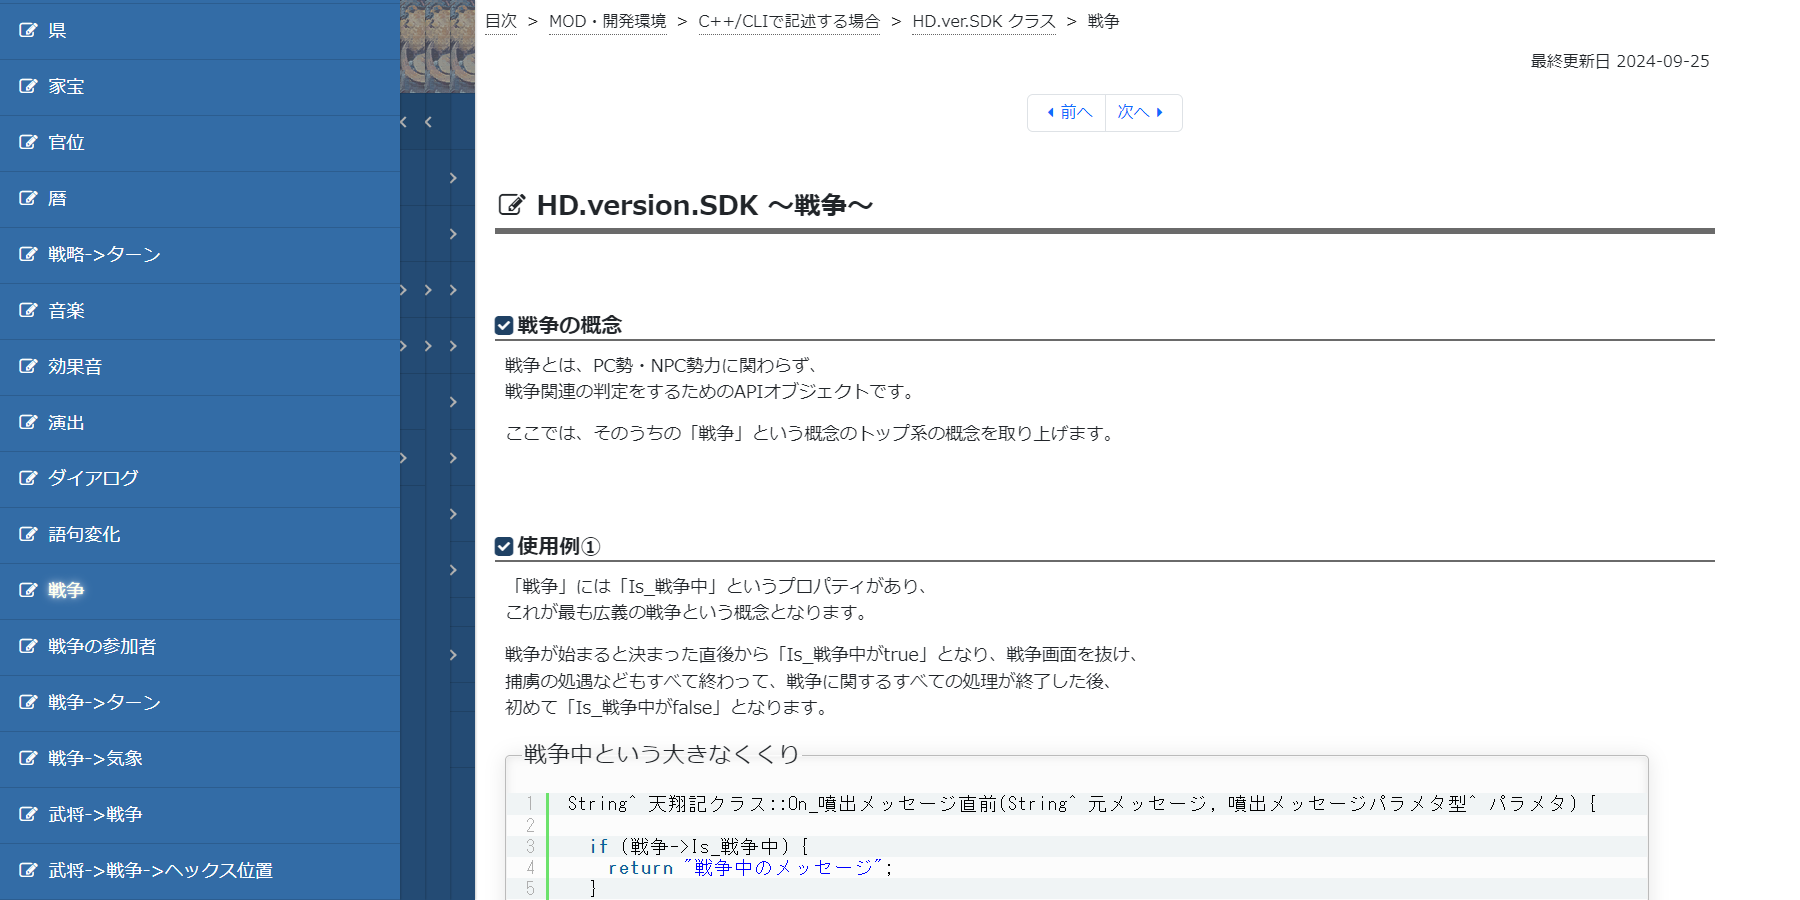 県
家宝
官位
暦
戦略->ターン
音楽
効果音
演出
ダイアログ
語句変化
戦争
戦争の参加者
戦争->ターン
戦争->気象
武将->戦争
武将->戦争->ヘックス位置
目次 > MOD・開発環境 > C++/CLIで記述する場合 > HD.ver.SDK クラス > 戦争
最終更新日 2024-09-25
前へ 次へ
HD.version.SDK ～戦争～
戦争の概念
戦争とは、PC勢・NPC勢力に関わらず、
戦争関連の判定をするためのAPIオブジェクトです。
ここでは、そのうちの「戦争」という概念のトップ系の概念を取り上げます。
使用例①
「戦争」には「Is_戦争中」というプロパティがあり、
これが最も広義の戦争という概念となります。
戦争が始まると決まった直後から「Is_戦争中がtrue」となり、戦争画面を抜け、
捕虜の処遇などもすべて終わって、戦争に関するすべての処理が終了した後、
初めて「Is_戦争中がfalse」となります。
戦争中という大きなくくり
1 String^ 天翔記クラス::On_噴出メッセージ直前(String^ 元メッセージ, 噴出メッセージパラメタ型^ パラメタ) {
2
3 if (戦争->Is_戦争中) {
4 return "戦争中のメッセージ";
5 }